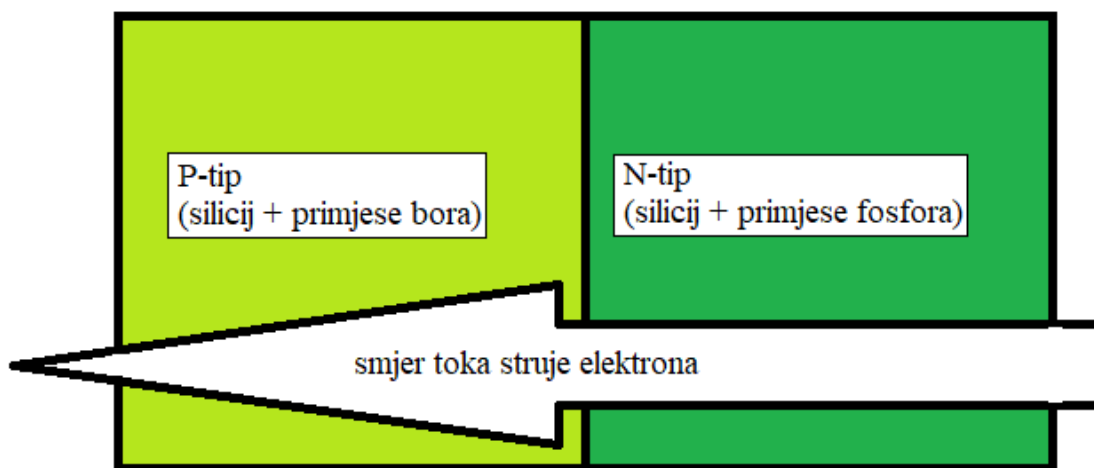 P-tip
(silicij + primjese bora)
N-tip
(silicij + primjese fosfora)
smjer toka struje elektrona